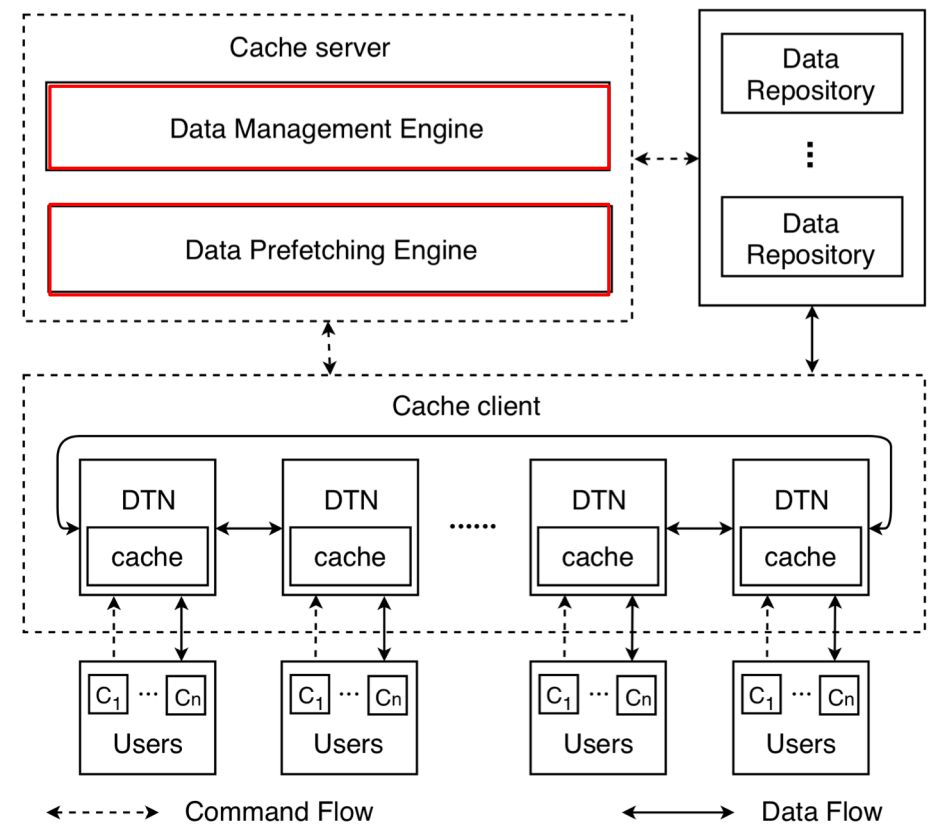 Cache server
Data Management Engine
Data Prefetching Engine
Data
Repository
⋮
Data
Repository
Cache client
DTN
cache
DTN
cache
......
DTN
cache
DTN
cache
C1 ... Cn
Users
C1 ... Cn
Users
C1 ... Cn
Users
C1 ... Cn
Users
Command Flow
Data Flow